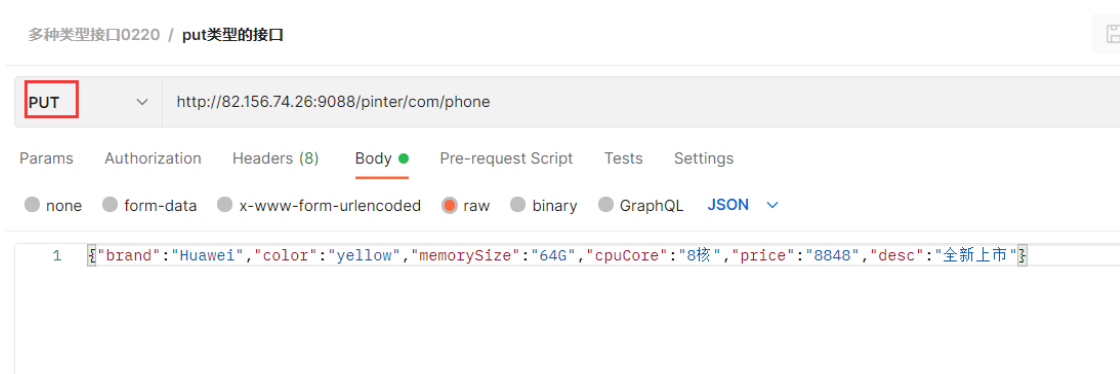 多种类型接口0220 / put类型的接口
PUT http://82.156.74.26:9088/pinter/com/phone
Params Authorization Headers (8) Body Pre-request Script Tests Settings
none form-data x-www-form-urlencoded raw binary GraphQL JSON
1 {"brand":"Huawei","color":"yellow","memorySize":"64G","cpuCore":"8核","price":"8848","desc":"全新上市"}